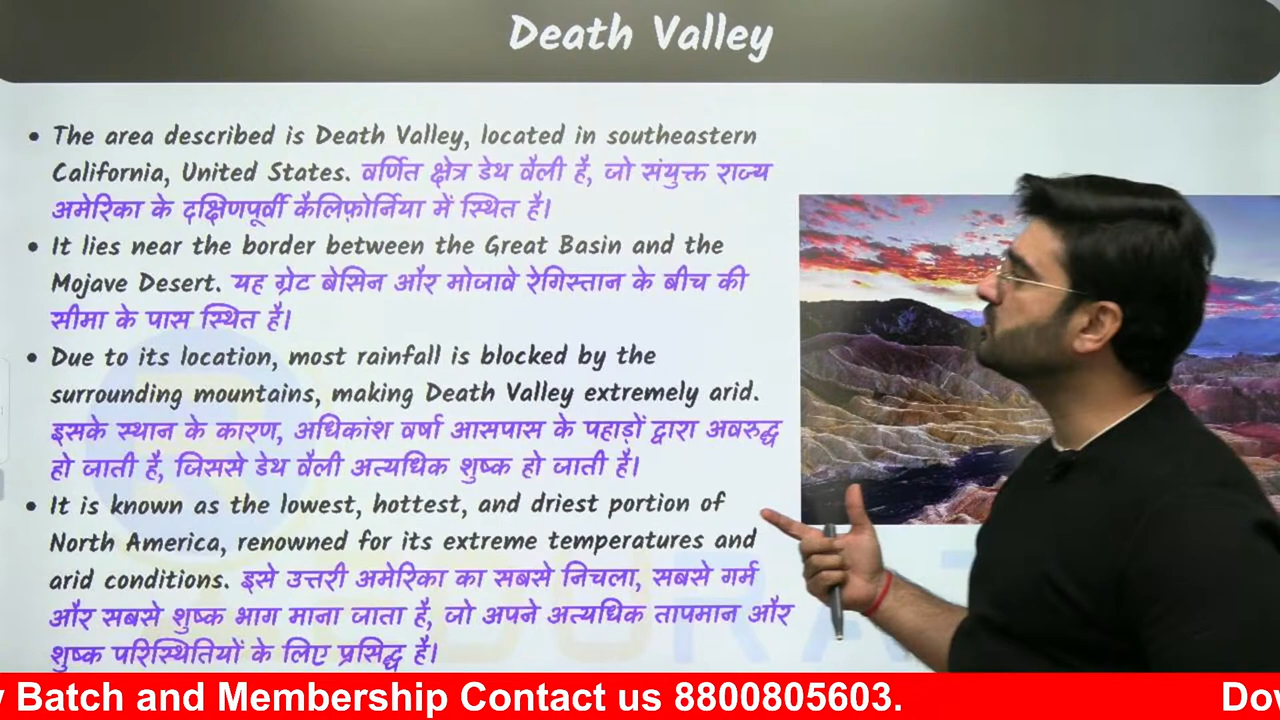 Death Valley
• The area described is Death Valley, located in southeastern
California, United States. वर्णित क्षेत्र डेथ वैली है, जो संयुक्त राज्य
अमेरिका के दक्षिणपूर्वी कैलिफ़ोर्निया में स्थित है।
• It lies near the border between the Great Basin and the
Mojave Desert. यह ग्रेट बेसिन और मोजावे रेगिस्तान के बीच की
सीमा के पास स्थित है।
• Due to its location, most rainfall is blocked by the
surrounding mountains, making Death Valley extremely arid.
इसके स्थान के कारण, अधिकांश वर्षा आसपास के पहाड़ों द्वारा अवरुद्ध
हो जाती है, जिससे डेथ वैली अत्यधिक शुष्क हो जाती है।
• It is known as the lowest, hottest, and driest portion of
North America, renowned for its extreme temperatures and
arid conditions. इसे उत्तरी अमेरिका का सबसे निचला, सबसे गर्म
और सबसे शुष्क भाग माना जाता है, जो अपने अत्यधिक तापमान और
शुष्क परिस्थितियों के लिए प्रसिद्ध है।
Batch and Membership Contact us 8800805603.